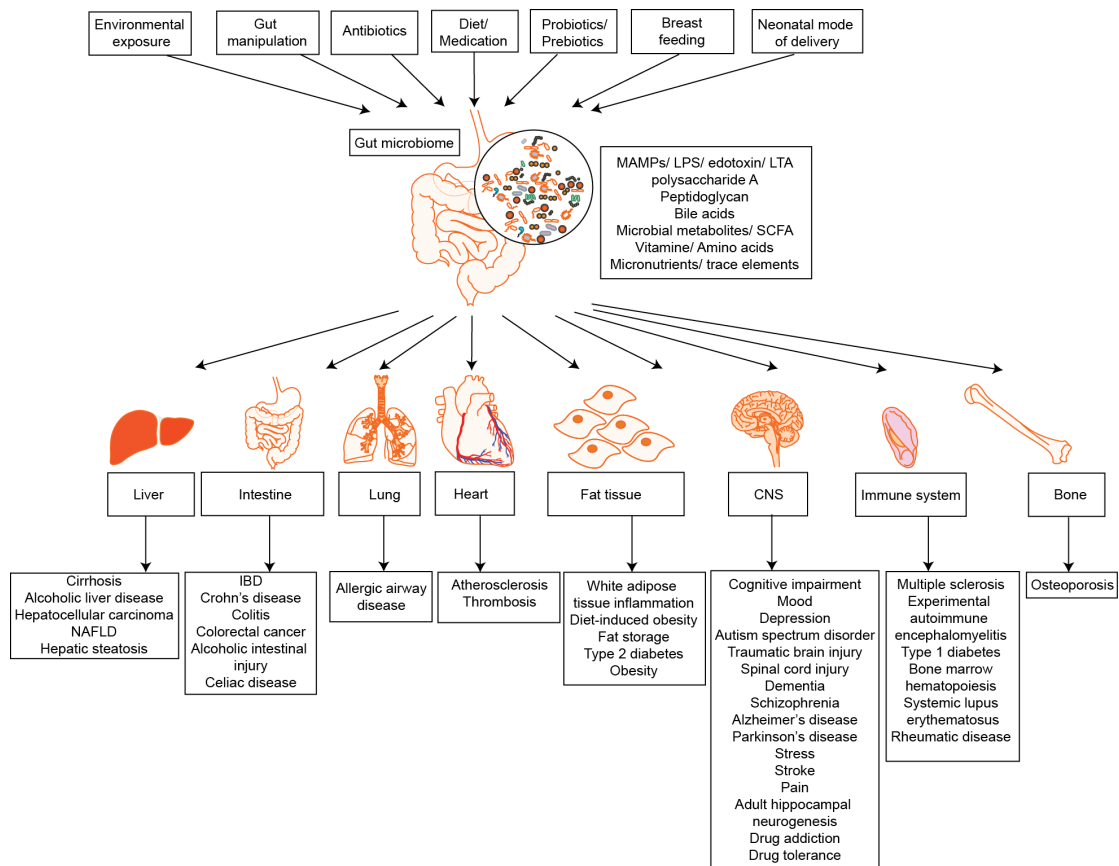 Environmental
exposure
Gut
manipulation
Antibiotics
Diet/
Medication
Probiotics/
Prebiotics
Breast
feeding
Neonatal mode
of delivery
Gut microbiome
MAMPs/ LPS/ edotoxin/ LTA
polysaccharide A
Peptidoglycan
Bile acids
Microbial metabolites/ SCFA
Vitamine/ Amino acids
Micronutrients/ trace elements
Liver
Intestine
Lung
Heart
Fat tissue
CNS
Immune system
Bone
Cirrhosis
Alcoholic liver disease
Hepatocellular carcinoma
NAFLD
Hepatic steatosis
IBD
Crohn's disease
Colitis
Colorectal cancer
Alcoholic intestinal
injury
Celiac disease
Allergic airway
disease
Atherosclerosis
Thrombosis
White adipose
tissue inflammation
Diet-induced obesity
Fat storage
Type 2 diabetes
Obesity
Cognitive impairment
Mood
Depression
Autism spectrum disorder
Traumatic brain injury
Spinal cord injury
Dementia
Schizophrenia
Alzheimer's disease
Parkinson's disease
Stress
Stroke
Pain
Adult hippocampal
neurogenesis
Drug addiction
Drug tolerance
Multiple sclerosis
Experimental
autoimmune
encephalomyelitis
Type 1 diabetes
Bone marrow
hematopoiesis
Systemic lupus
erythematosus
Rheumatic disease
Osteoporosis